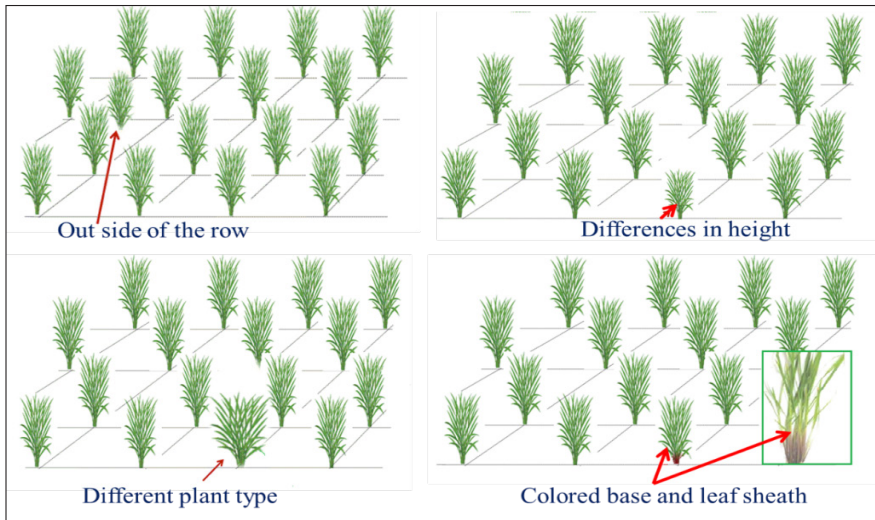 Out side of the row
Differences in height
Different plant type
Colored base and leaf sheath